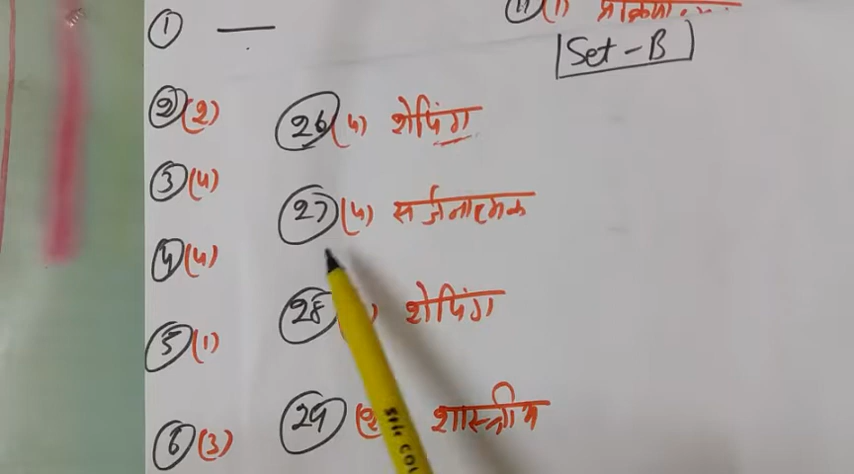 Set - B
① —
② (2)
③ (4)
④ (4)
⑤ (1)
⑥ (3)
26 (4) शेपिंग
27 (4) सर्जनात्मक
28 शेपिंग
29 शास्त्रीय